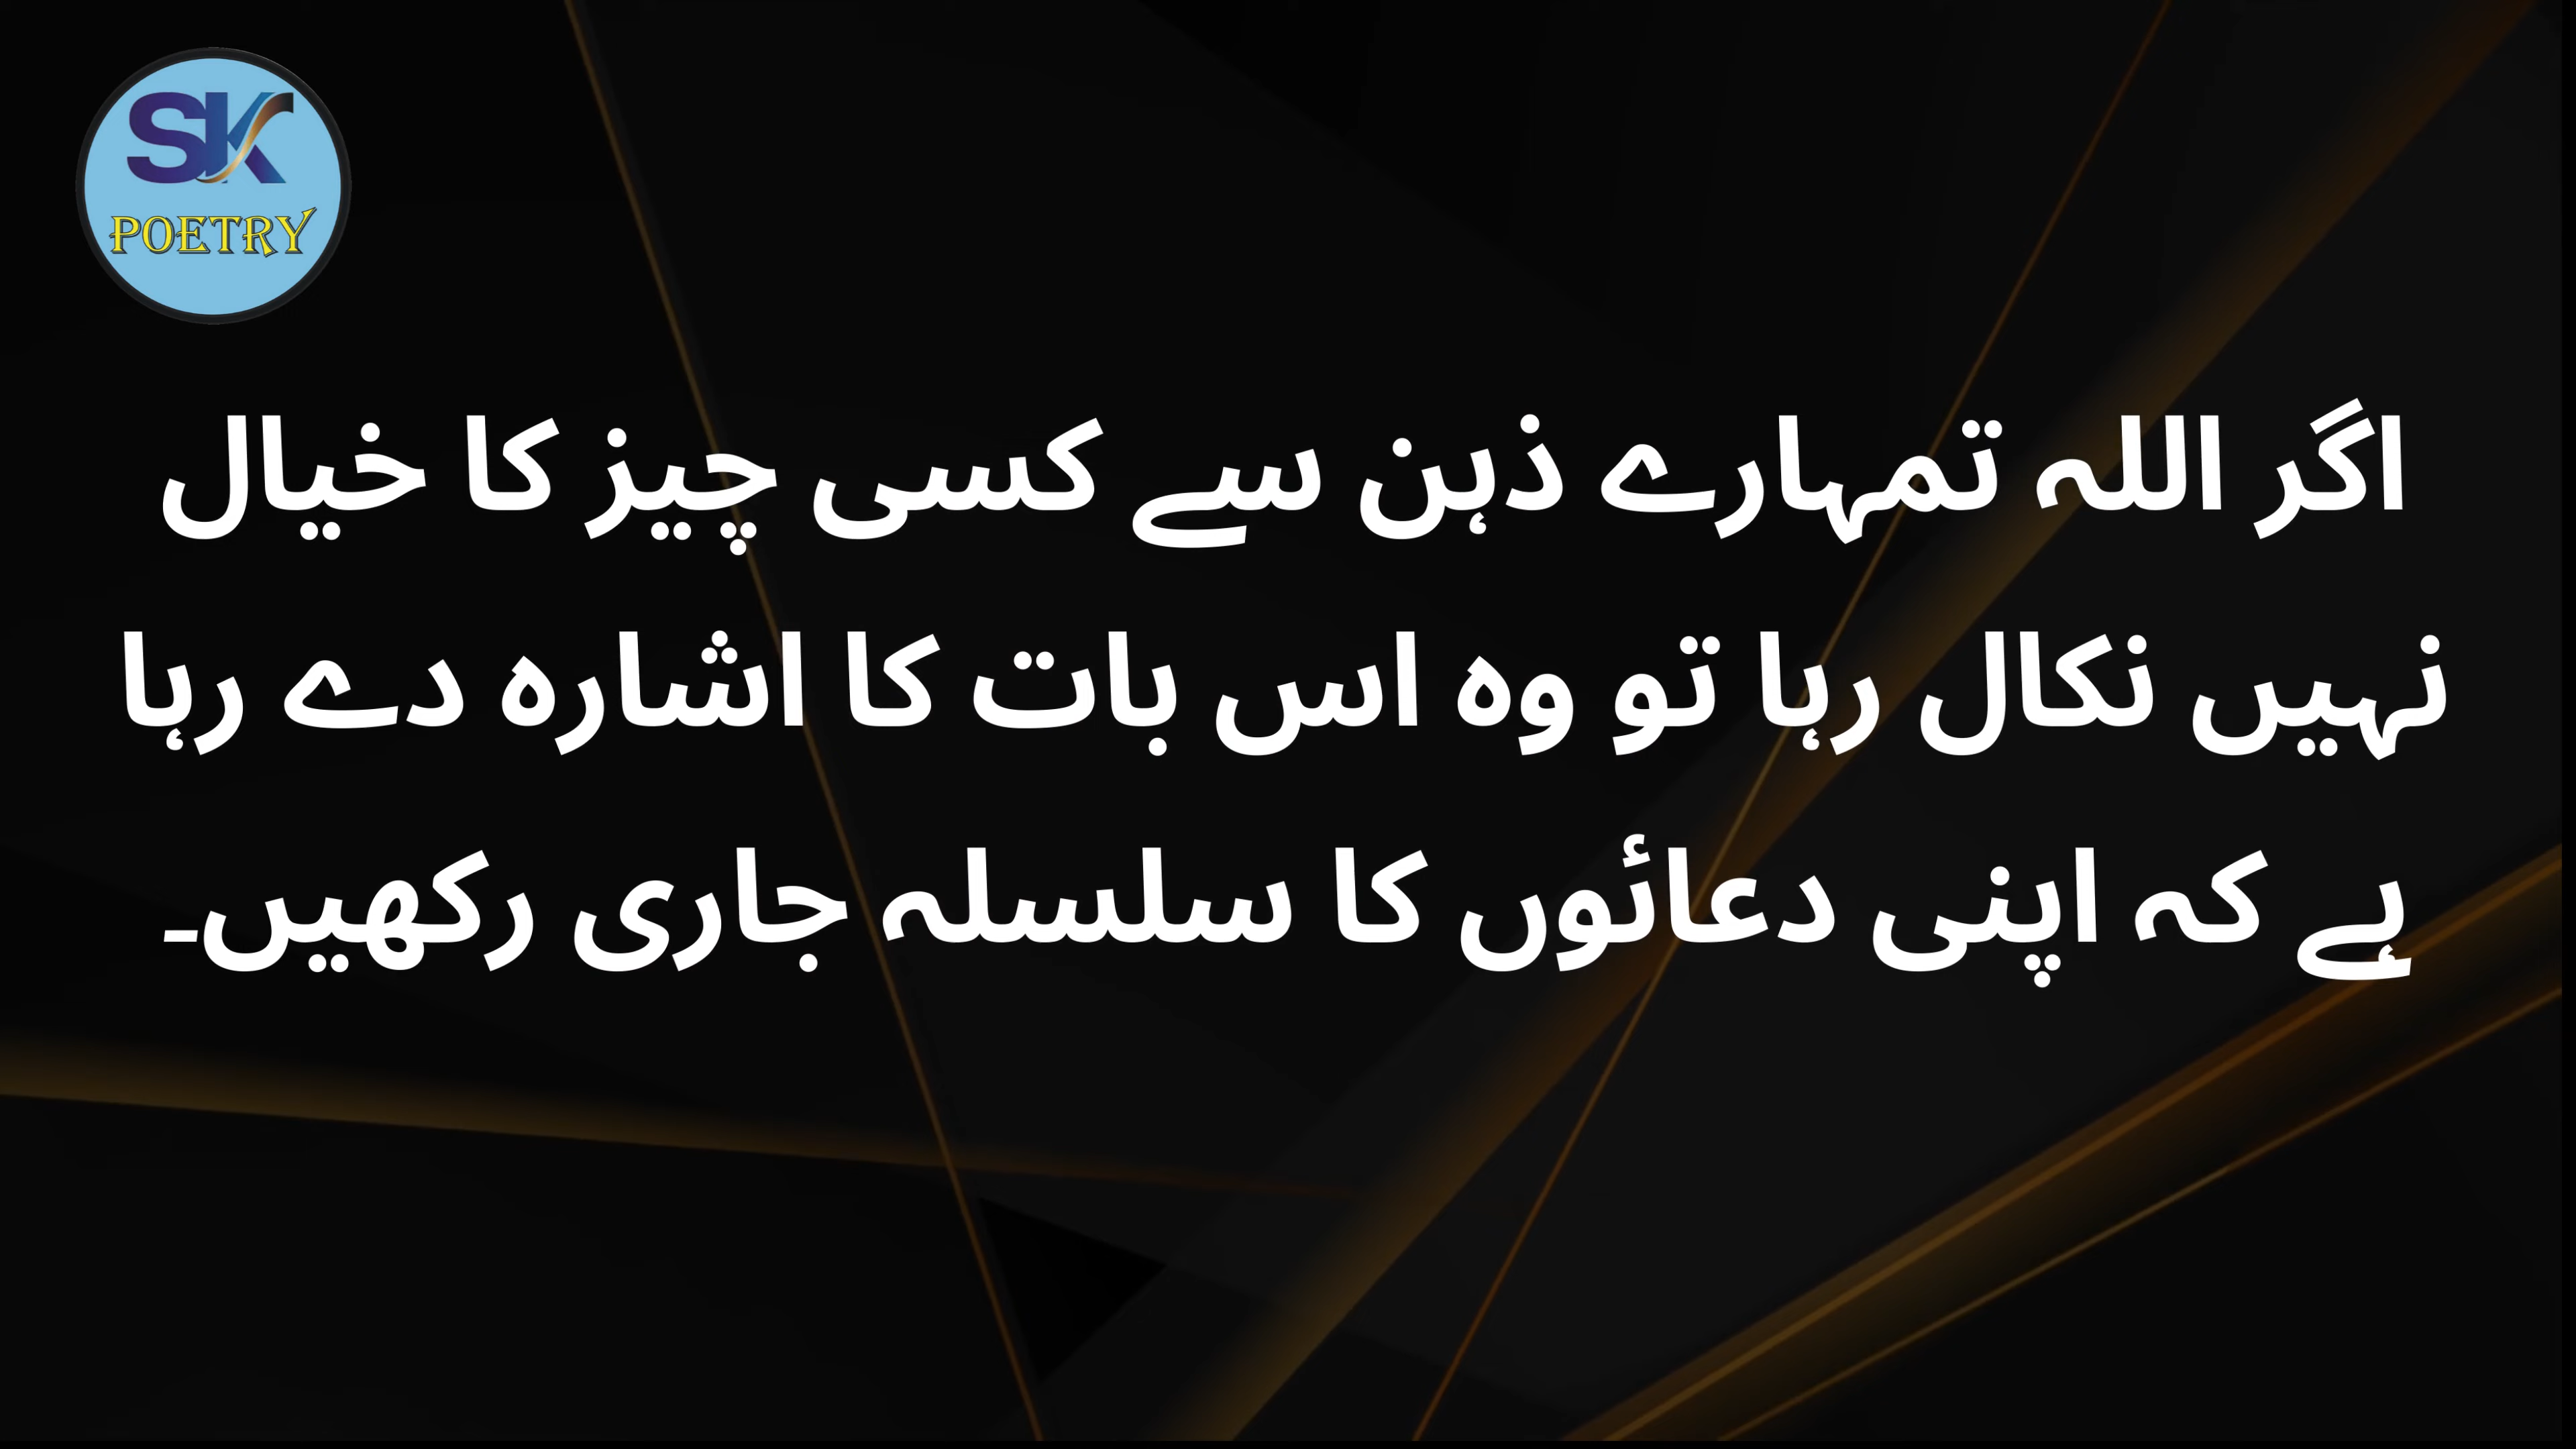 SK
POETRY
اگر اللہ تمہارے ذہن سے کسی چیز کا خیال
نہیں نکال رہا تو وہ اس بات کا اشارہ دے رہا
ہے کہ اپنی دعائوں کا سلسلہ جاری رکھیں۔